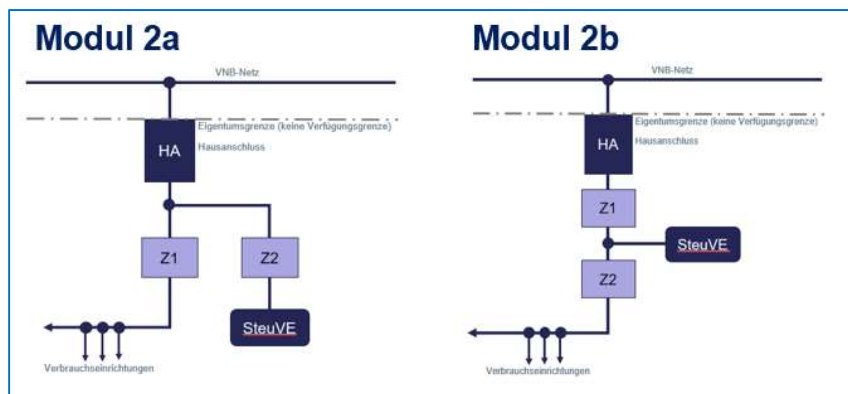 Modul 2a
VNB-Netz
Eigentumsgrenze (keine Verfügungsgrenze)
HA
Hausanschluss
Z1
Z2
SteuVE
Verbrauchseinrichtungen
Modul 2b
VNB-Netz
Eigentumsgrenze (keine Verfügungsgrenze)
HA
Hausanschluss
Z1
SteuVE
Z2
Verbrauchseinrichtungen